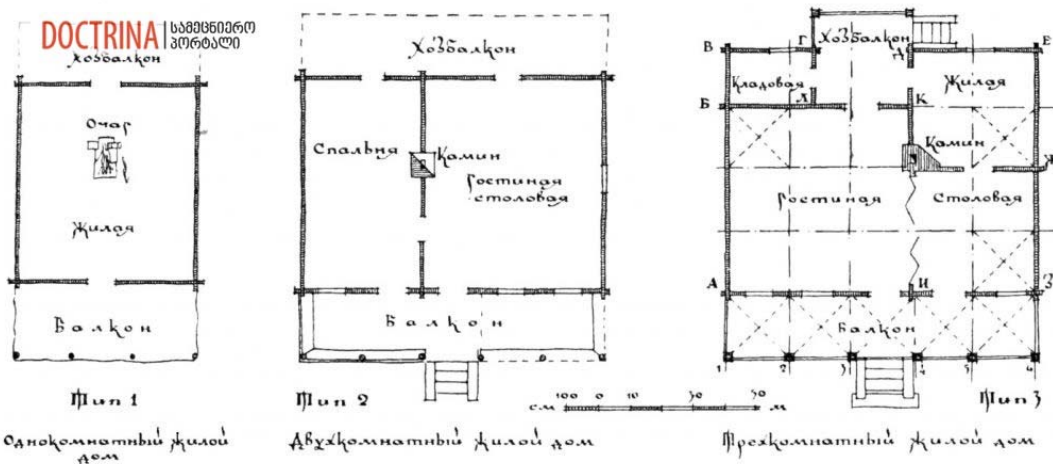 DOCTRINA სამეცნიერო პორტალი
Хозбалкон
Очаг
Жилая
Балкон
Тип 1
Однокомнатный жилой
дом
Хозбалкон
Спальня
Камин
Гостиная
столовая
Балкон
Тип 2
Двухкомнатный жилой дом
см 100 0 10 30 50 м
В Г Хозбалкон Д Е
Кладовая
Жилая
Б Л К
Камин
Ж
Гостиная
Столовая
А И З
Балкон
1 2 3 4 5 6
Тип 3
Трехкомнатный жилой дом